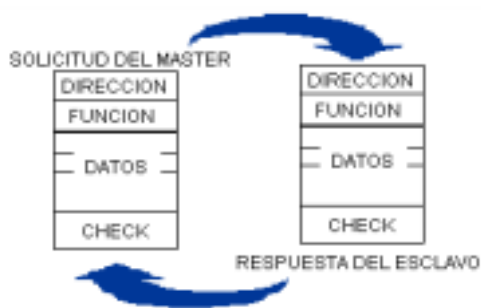 SOLICITUD DEL MASTER
DIRECCION
FUNCION
DATOS
CHECK
DIRECCION
FUNCION
DATOS
CHECK
RESPUESTA DEL ESCLAVO